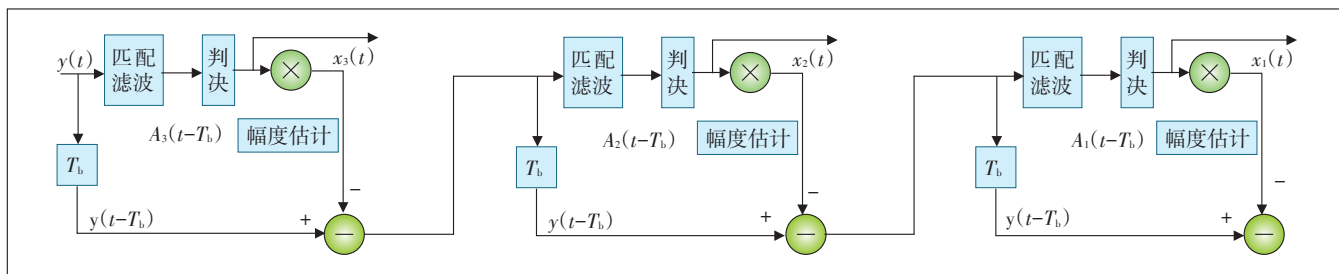 y(t)
匹配
滤波
判
决
×
x₃(t)
A₃(t−T_b)
幅度估计
T_b
−
y(t−T_b)
+
−
匹配
滤波
判
决
×
x₂(t)
A₂(t−T_b)
幅度估计
T_b
−
y(t−T_b)
+
−
匹配
滤波
判
决
×
x₁(t)
A₁(t−T_b)
幅度估计
T_b
−
y(t−T_b)
+
−